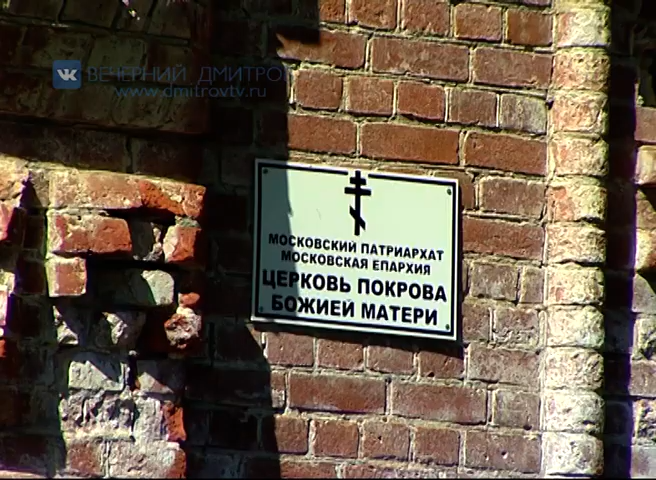 ВЕЧЕРНИЙ ДМИТРОВ
www.dmitrovtv.ru
МОСКОВСКИЙ ПАТРИАРХАТ
МОСКОВСКАЯ ЕПАРХИЯ
ЦЕРКОВЬ ПОКРОВА
БОЖИЕЙ МАТЕРИ